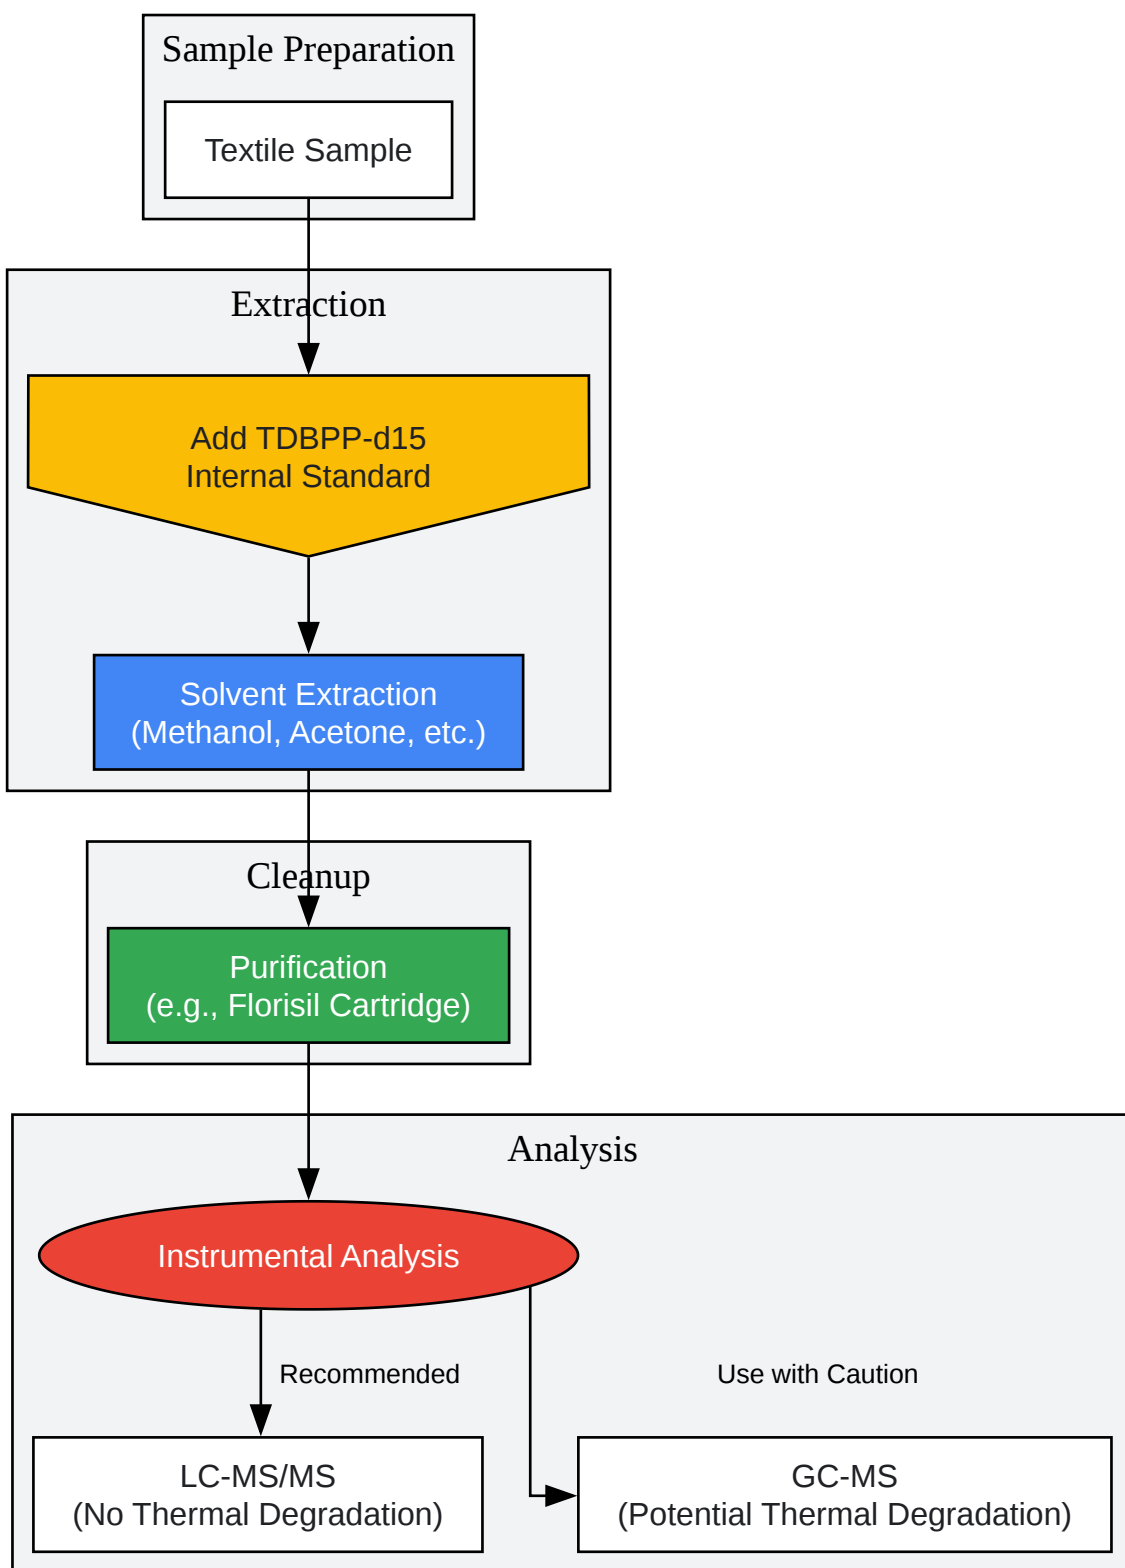 Sample Preparation
Textile Sample
Extraction
Add TDBPP-d15
Internal Standard
Solvent Extraction
(Methanol, Acetone, etc.)
Cleanup
Purification
(e.g., Florisil Cartridge)
Analysis
Instrumental Analysis
Recommended
Use with Caution
LC-MS/MS
(No Thermal Degradation)
GC-MS
(Potential Thermal Degradation)